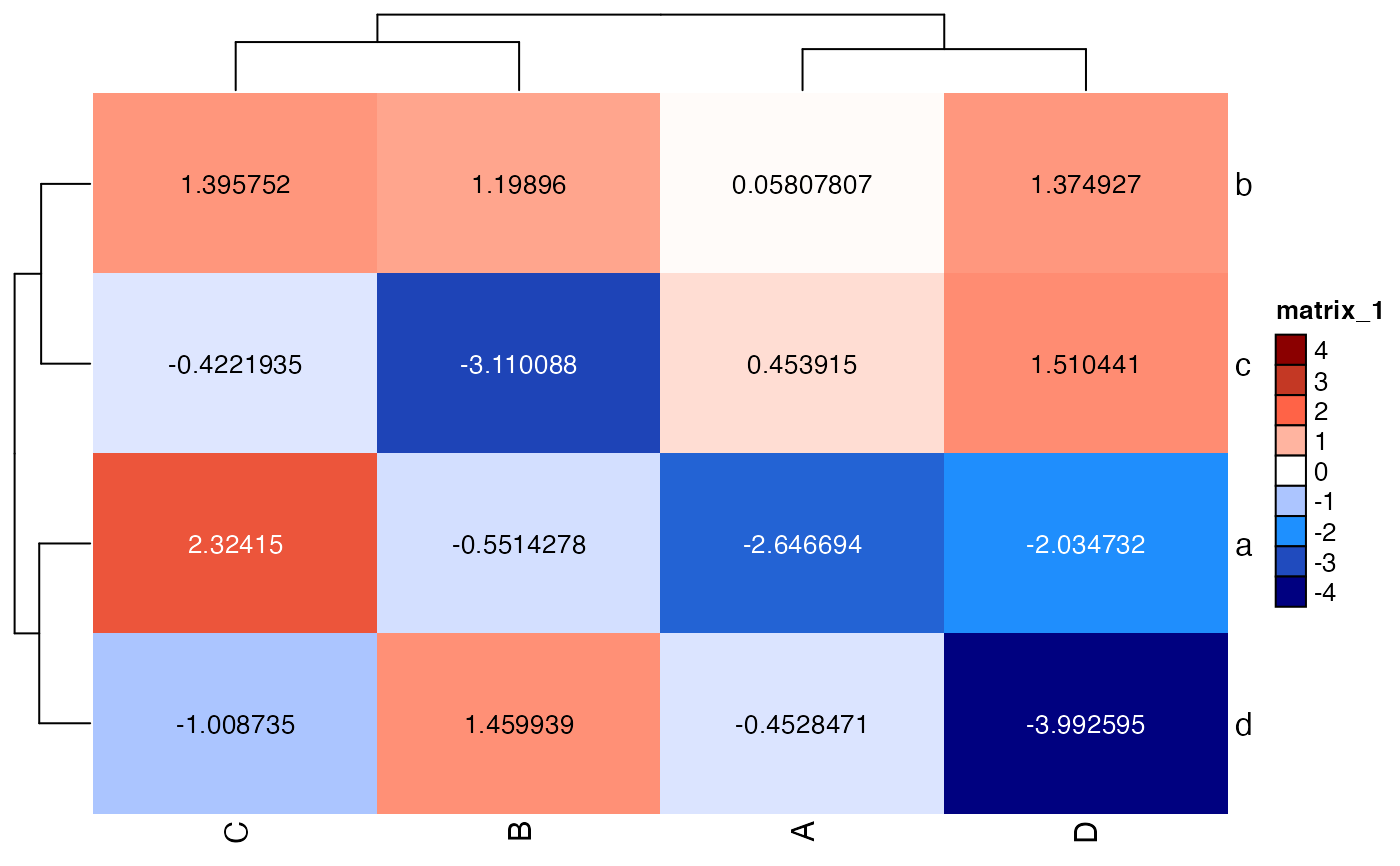 1.395752 1.19896 0.05807807 1.374927 b
-0.4221935 -3.110088 0.453915 1.510441 c
2.32415 -0.5514278 -2.646694 -2.034732 a
-1.008735 1.459939 -0.4528471 -3.992595 d
C B A D
matrix_1
4
3
2
1
0
-1
-2
-3
-4